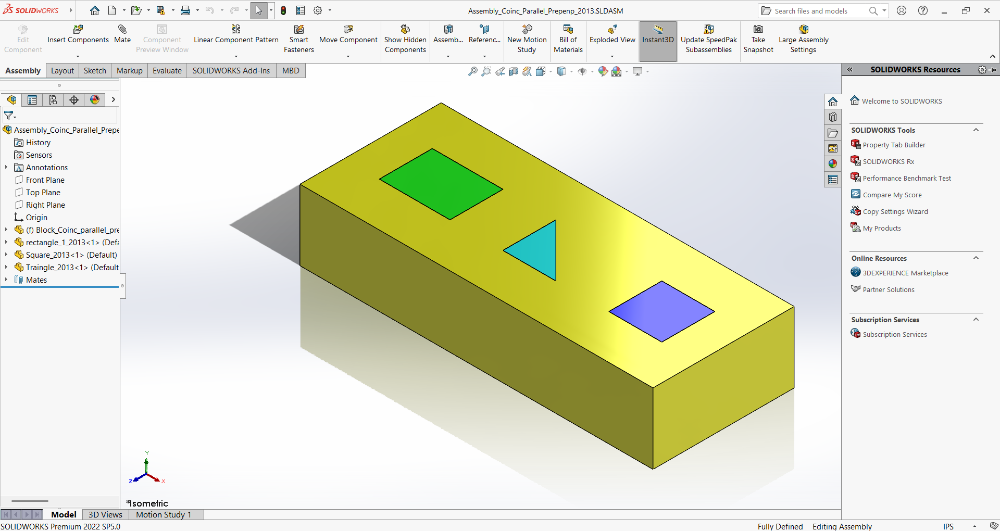 SOLIDWORKS
Assembly_Coinc_Parallel_Prepenp_2013.SLDASM
Search files and models
Edit Component
Insert Components
Mate
Component Preview Window
Linear Component Pattern
Smart Fasteners
Move Component
Show Hidden Components
Assemb...
Referenc...
New Motion Study
Bill of Materials
Exploded View
Instant3D
Update SpeedPak Subassemblies
Take Snapshot
Large Assembly Settings
Assembly
Layout
Sketch
Markup
Evaluate
SOLIDWORKS Add-Ins
MBD
Assembly_Coinc_Parallel_Prepe
History
Sensors
Annotations
Front Plane
Top Plane
Right Plane
Origin
(f) Block_Coinc_parallel_pre
rectangle_1_2013<1> (Defa
Square_2013<1> (Default)
Traingle_2013<1> (Default
Mates
Y
Z
X
*Isometric
SOLIDWORKS Resources
Welcome to SOLIDWORKS
SOLIDWORKS Tools
Property Tab Builder
SOLIDWORKS Rx
Performance Benchmark Test
Compare My Score
Copy Settings Wizard
My Products
Online Resources
3DEXPERIENCE Marketplace
Partner Solutions
Subscription Services
Subscription Services
Model
3D Views
Motion Study 1
SOLIDWORKS Premium 2022 SP5.0
Fully Defined
Editing Assembly
IPS